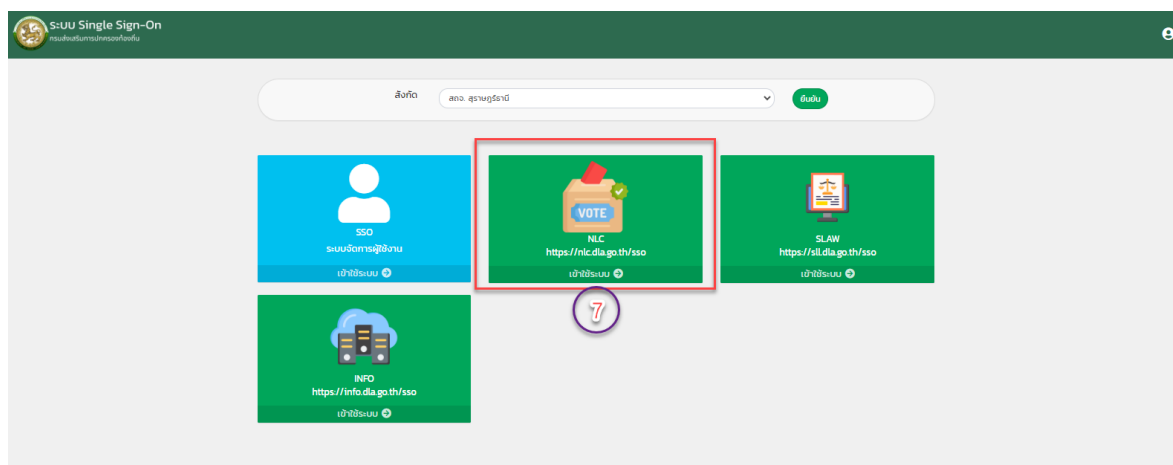 ระบบ Single Sign-On
กรมส่งเสริมการปกครองท้องถิ่น
สังกัด
สถจ. สุราษฎร์ธานี
ยืนยัน
SSO
ระบบจัดการผู้ใช้งาน
เข้าใช้ระบบ
VOTE
NLC
https://nlc.dla.go.th/sso
เข้าใช้ระบบ
SLAW
https://sll.dla.go.th/sso
เข้าใช้ระบบ
7
INFO
https://info.dla.go.th/sso
เข้าใช้ระบบ